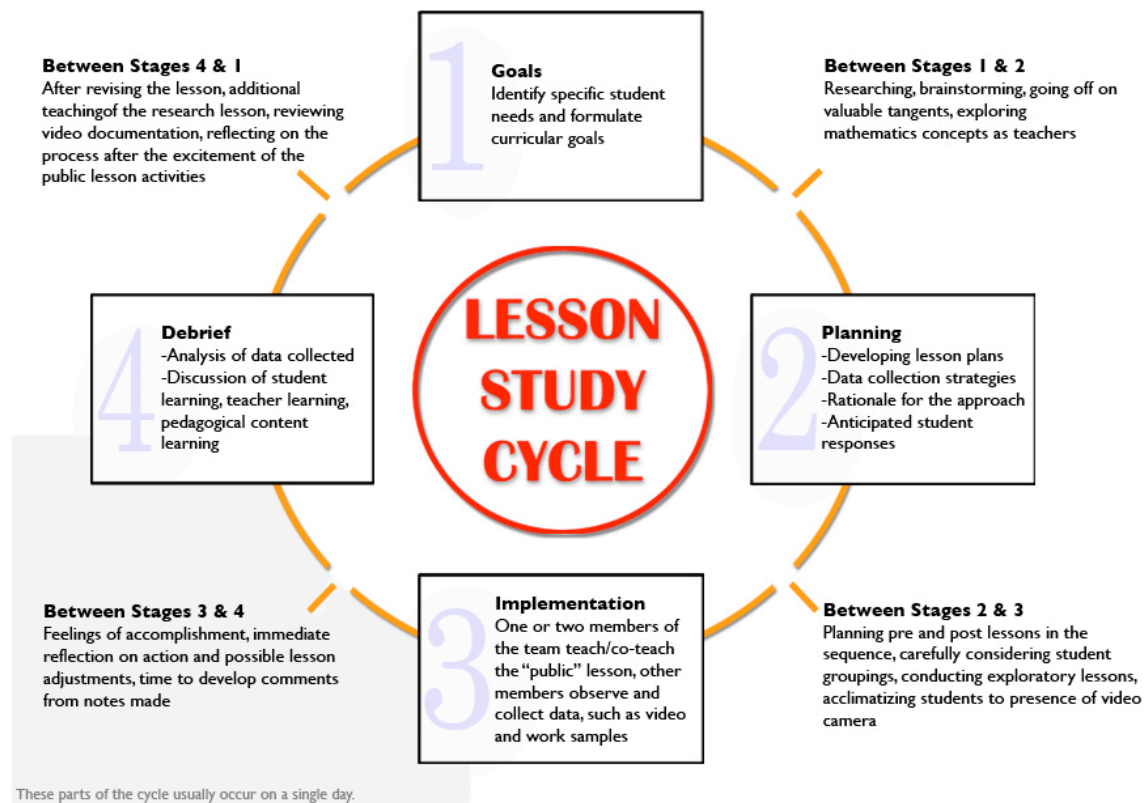 Between Stages 4 & 1
After revising the lesson, additional
teachingof the research lesson, reviewing
video documentation, reflecting on the
process after the excitement of the
public lesson activities
1
Goals
Identify specific student
needs and formulate
curricular goals
Between Stages 1 & 2
Researching, brainstorming, going off on
valuable tangents, exploring
mathematics concepts as teachers
4
Debrief
-Analysis of data collected
-Discussion of student
learning, teacher learning,
pedagogical content
learning
LESSON
STUDY
CYCLE
2
Planning
-Developing lesson plans
-Data collection strategies
-Rationale for the approach
-Anticipated student
responses
Between Stages 3 & 4
Feelings of accomplishment, immediate
reflection on action and possible lesson
adjustments, time to develop comments
from notes made
3
Implementation
One or two members of
the team teach/co-teach
the “public” lesson, other
members observe and
collect data, such as video
and work samples
Between Stages 2 & 3
Planning pre and post lessons in the
sequence, carefully considering student
groupings, conducting exploratory lessons,
acclimatizing students to presence of video
camera
These parts of the cycle usually occur on a single day.